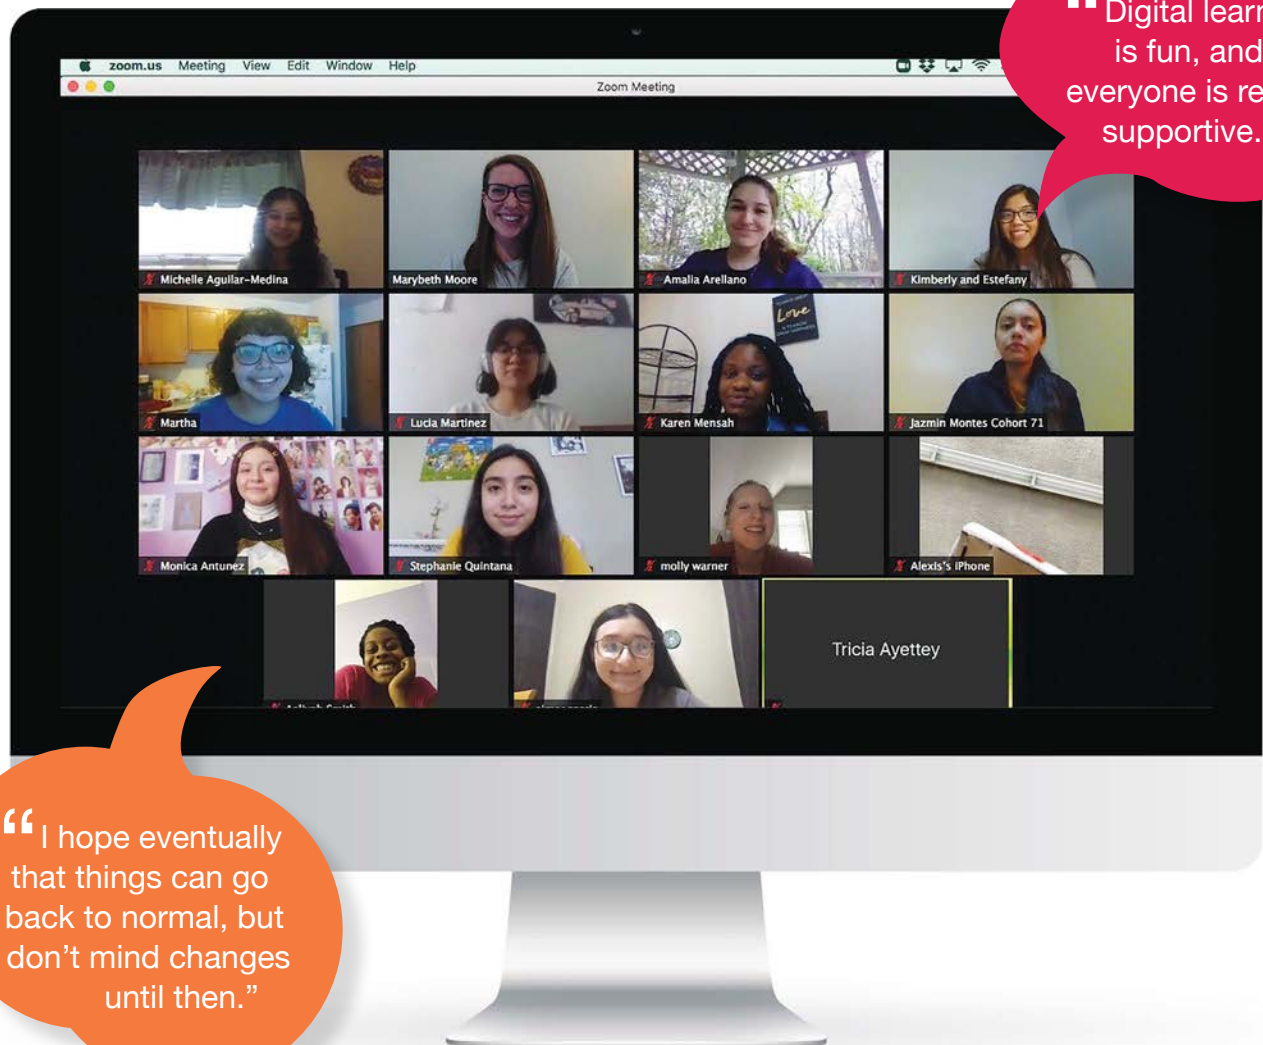 “Digital learn
is fun, and
everyone is re
supportive.
zoom.us Meeting View Edit Window Help
Zoom Meeting
Michelle Aguilar-Medina
Marybeth Moore
Amalia Arellano
Kimberly and Estefany
Love
Martha
Lucia Martinez
Karen Mensah
Jazmin Montes Cohort 71
Monica Antunez
Stephanie Quintana
molly warner
Alexis's iPhone
Tricia Ayettey
“I hope eventually
that things can go
back to normal, but
don’t mind changes
until then.”